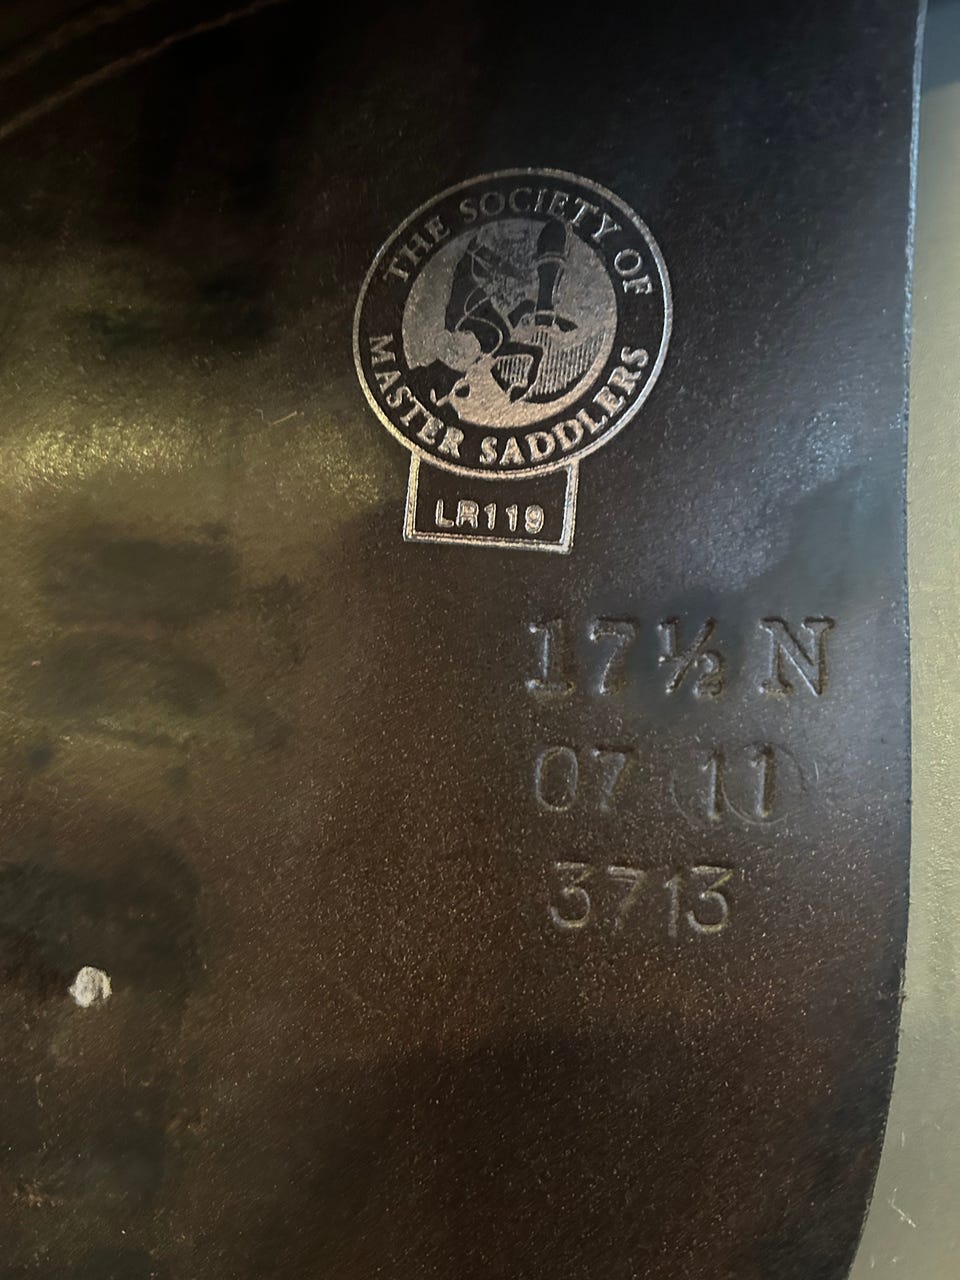 THE SOCIETY OF
MASTER SADDLERS
LR119
17½ N
07 11
3713